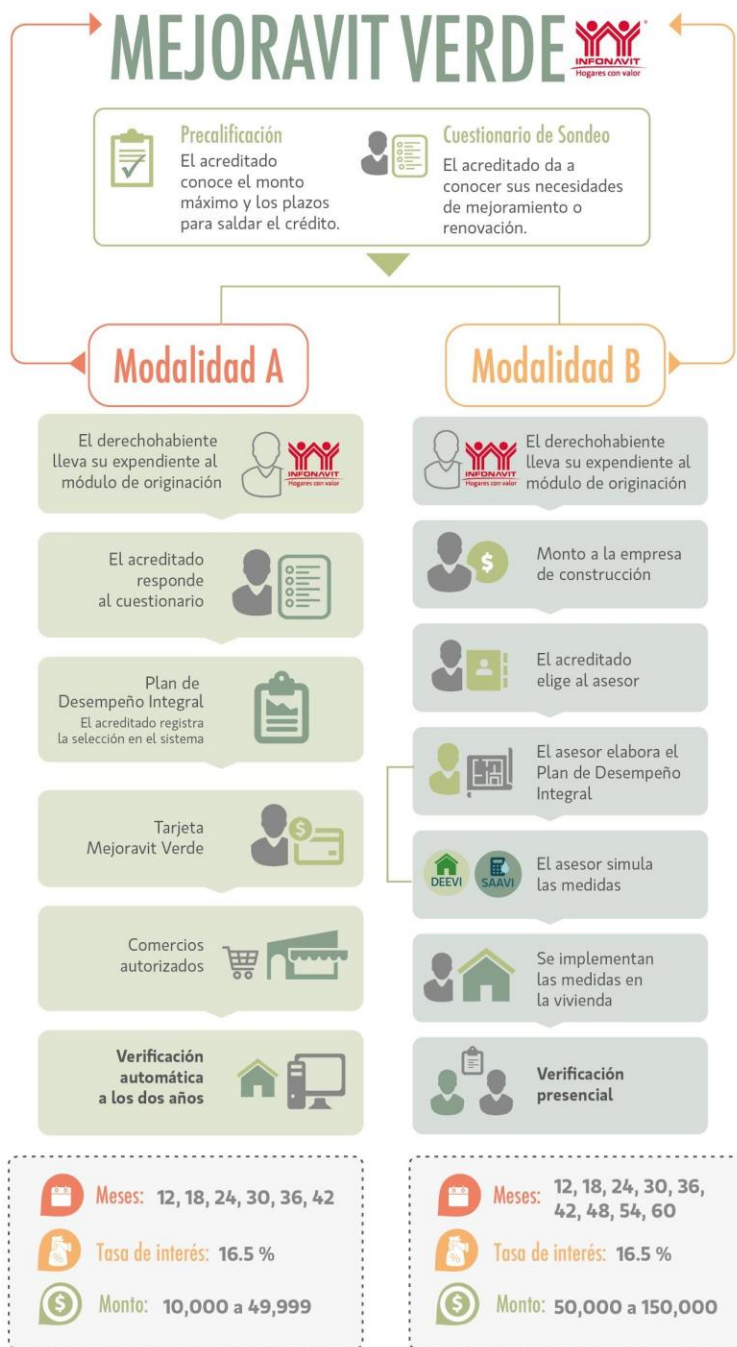 MEJORAVIT VERDE
INFONAVIT
Hogares con valor
Precalificación
El acreditado
conoce el monto
máximo y los plazos
para saldar el crédito.
Cuestionario de Sondeo
El acreditado da a
conocer sus necesidades
de mejoramiento o
renovación.
Modalidad A
El derechohabiente
lleva su expendiente al
módulo de originación
INFONAVIT
Hogares con valor
El acreditado
responde
al cuestionario
Plan de
Desempeño Integral
El acreditado registra
la selección en el sistema
Tarjeta
Mejoravit Verde
$
Comercios
autorizados
Verificación
automática
a los dos años
Meses: 12, 18, 24, 30, 36, 42
%
Tasa de interés: 16.5 %
$
Monto: 10,000 a 49,999
Modalidad B
INFONAVIT
Hogares con valor
El derechohabiente
lleva su expendiente al
módulo de originación
$
Monto a la empresa
de construcción
El acreditado
elige al asesor
El asesor elabora el
Plan de Desempeño
Integral
DEEVI
SAAVI
El asesor simula
las medidas
Se implementan
las medidas en
la vivienda
Verificación
presencial
Meses: 12, 18, 24, 30, 36,
42, 48, 54, 60
%
Tasa de interés: 16.5 %
$
Monto: 50,000 a 150,000